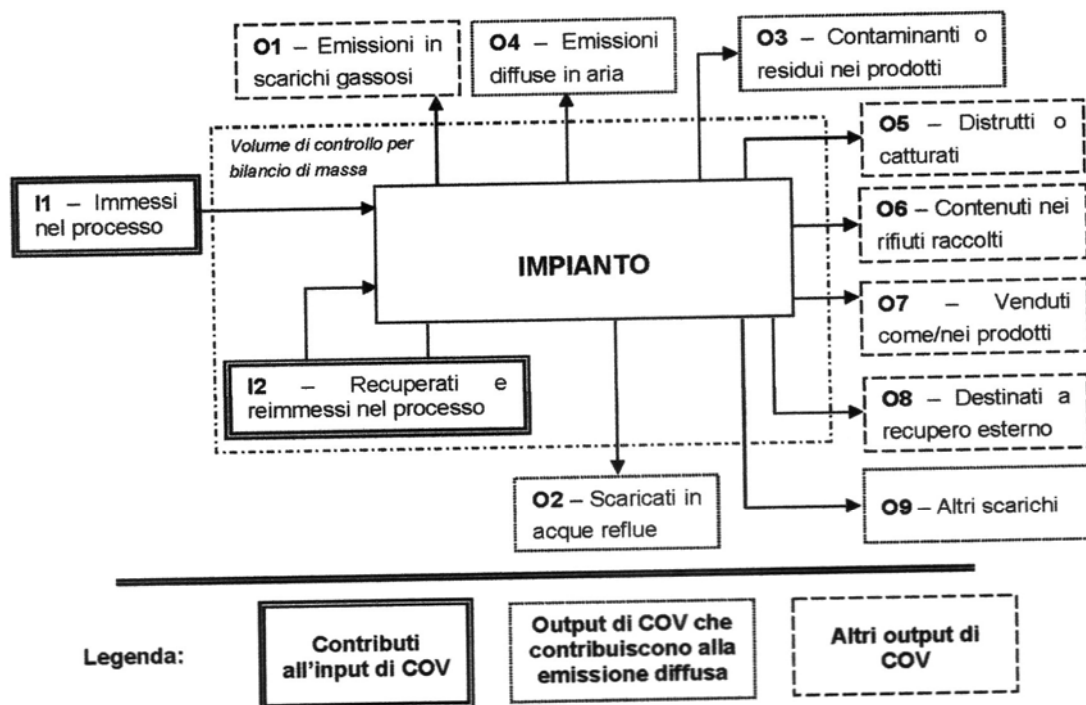 O1 – Emissioni in
scarichi gassosi
O4 – Emissioni
diffuse in aria
O3 – Contaminanti o
residui nei prodotti
Volume di controllo per
bilancio di massa
O5 – Distrutti o
catturati
I1 – Immessi
nel processo
O6 – Contenuti nei
rifiuti raccolti
IMPIANTO
O7 – Venduti
come/nei prodotti
I2 – Recuperati e
reimmessi nel processo
O8 – Destinati a
recupero esterno
O2 – Scaricati in
acque reflue
O9 – Altri scarichi
Legenda:
Contributi
all'input di COV
Output di COV che
contribuiscono alla
emissione diffusa
Altri output di
COV